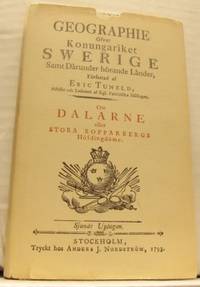 GEOGRAPHIE
Öfver
Konungariket
SWERIGE
Samt Därunder hörande Länder,
Författad af
ERIC TUNELD,
Om
DALARNE
eller
STORA KOPPARBERGS
Höfdingdöme.
Sjunde Uplagan.
STOCKHOLM,
Tryckt hos ANDERS J. NORDSTRÖM, 1793.